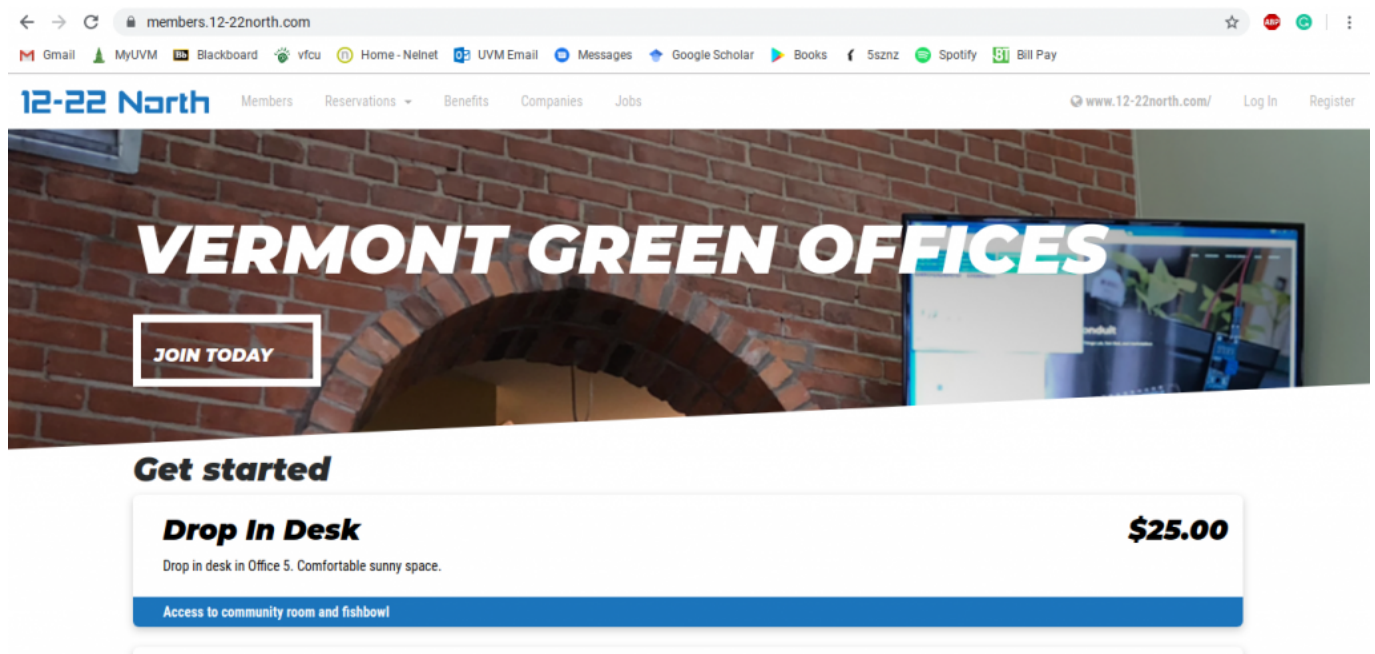 members.12-22north.com
ABP
M Gmail MyUVM Bb Blackboard vfcu n Home - Nelnet UVM Email Messages Google Scholar Books 5sznz Spotify Bill Pay
12-22 North Members Reservations Benefits Companies Jobs www.12-22north.com/ Log In Register
VERMONT GREEN OFFICES
onduit
JOIN TODAY
Get started
Drop In Desk $25.00
Drop in desk in Office 5. Comfortable sunny space.
Access to community room and fishbowl